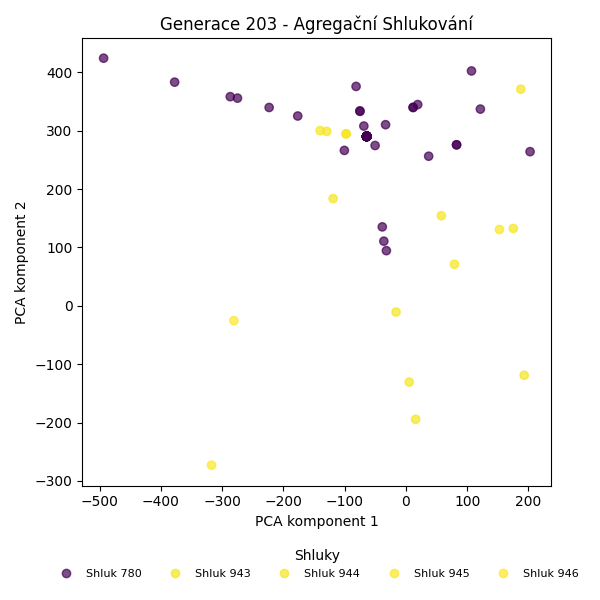 Generace 203 - Agregační Shlukování
PCA komponent 2
400
300
200
100
0
−100
−200
−300
−500 −400 −300 −200 −100 0 100 200
PCA komponent 1
Shluky
Shluk 780 Shluk 943 Shluk 944 Shluk 945 Shluk 946